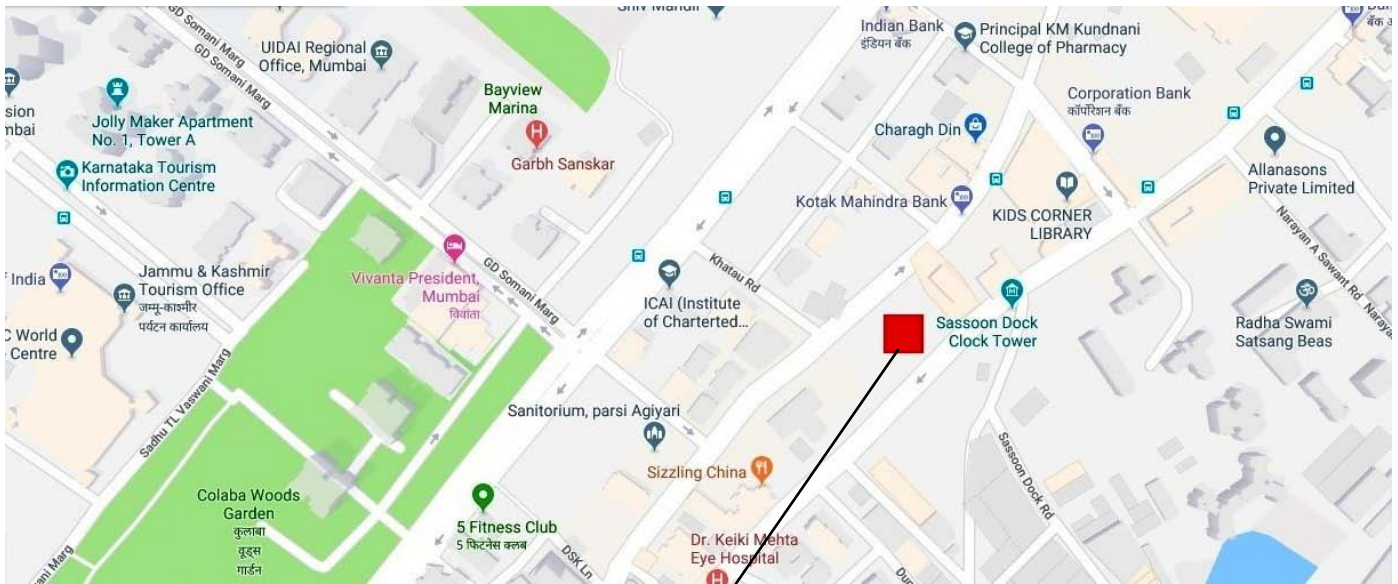 Shiv Mandir
GD Somani Marg
GD Somani Marg
UIDAI Regional
Office, Mumbai
Indian Bank
इंडियन बैंक
Principal KM Kundnani
College of Pharmacy
बैंक
Bayview
Marina
Garbh Sanskar
Jolly Maker Apartment
No. 1, Tower A
Karnataka Tourism
Information Centre
Corporation Bank
कॉर्पोरेशन बैंक
Charagh Din
Allanasons
Private Limited
Kotak Mahindra Bank
KIDS CORNER
LIBRARY
Narayan A Sawant Rd
Jammu & Kashmir
Tourism Office
जम्मू-काश्मीर
पर्यटन कार्यालय
India
Vivanta President,
Mumbai
विवांता
GD Somani Marg
Khatau Rd
ICAI (Institute
of Charterted...
Sassoon Dock
Clock Tower
Radha Swami
Satsang Beas
C World
Centre
Sadhu TL Vaswani Marg
Sanitorium, parsi Agiyari
Sizzling China
Sassoon Dock Rd
Colaba Woods
Garden
कुलाबा
वूड्स
गार्डन
5 Fitness Club
5 फिटनेस क्लब
DSK Ln
Dr. Keiki Mehta
Eye Hospital